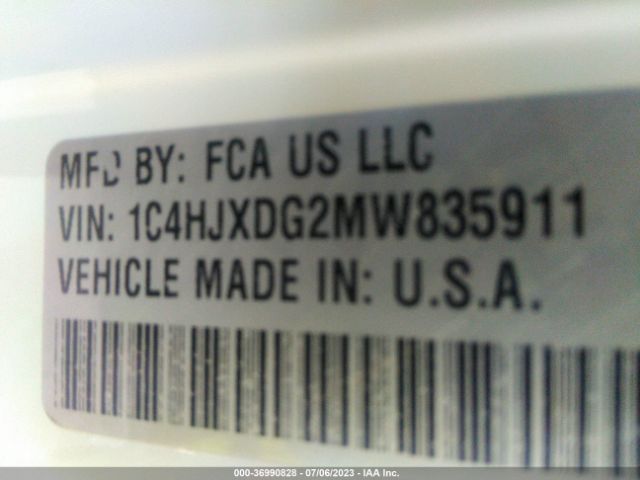 MFD BY: FCA US LLC
VIN: 1C4HJXDG2MW835911
VEHICLE MADE IN: U.S.A.
000-36990828 - 07/06/2023 - IAA Inc.